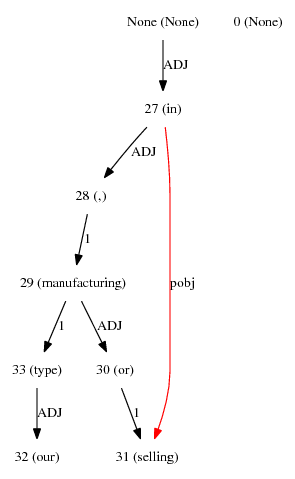 None (None) 0 (None)
ADJ
27 (in)
ADJ
28 (,)
1
29 (manufacturing) pobj
1 ADJ
33 (type) 30 (or)
ADJ 1
32 (our) 31 (selling)